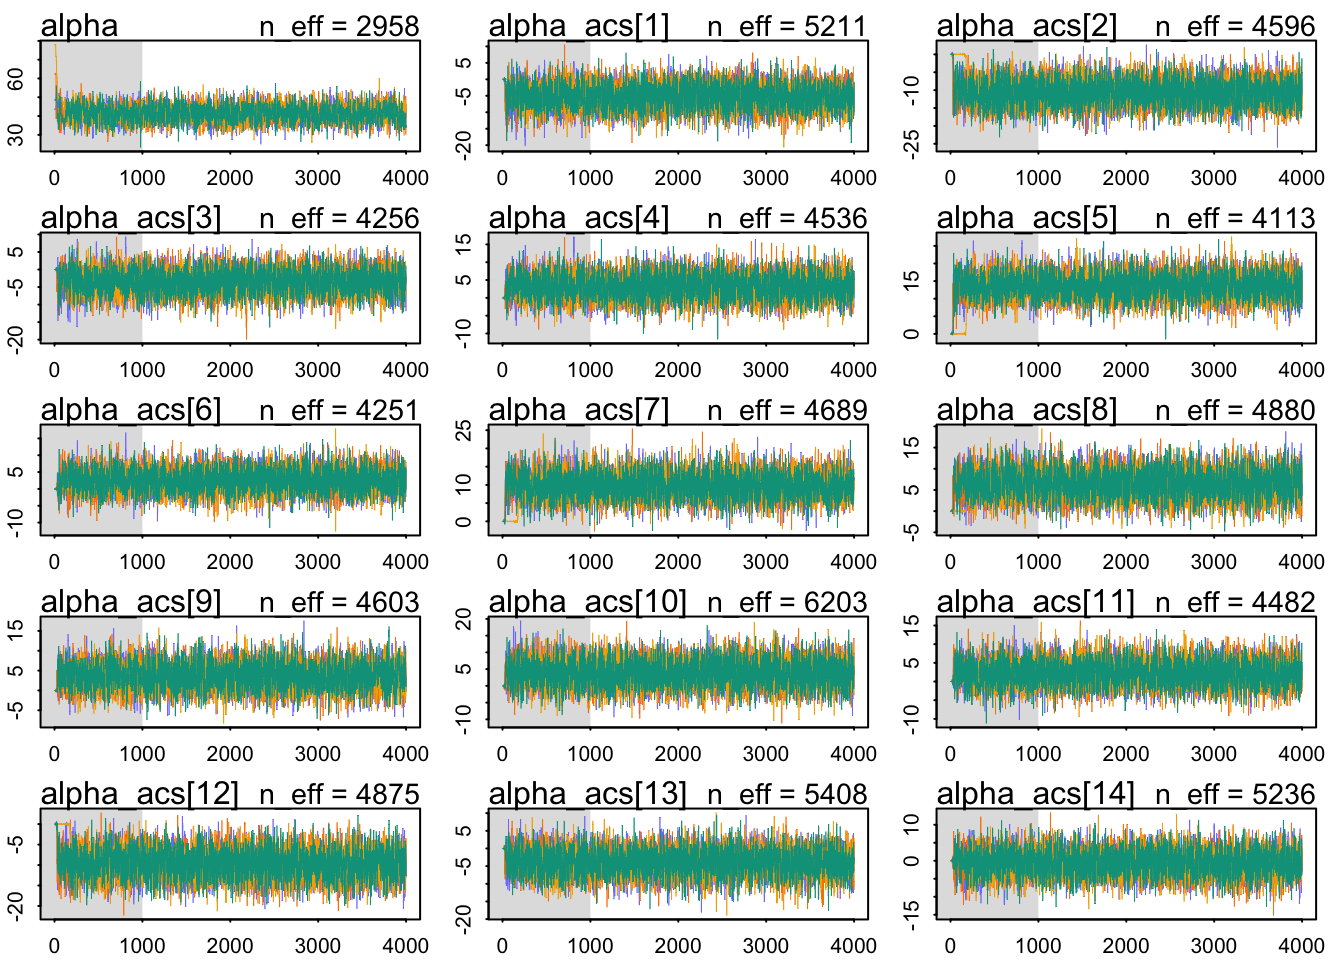 alpha n_eff = 2958 alpha_acs[1] n_eff = 5211 alpha_acs[2] n_eff = 4596
30 60 -20 -5 5 -25 -10
0 1000 2000 3000 4000 0 1000 2000 3000 4000 0 1000 2000 3000 4000
alpha_acs[3] n_eff = 4256 alpha_acs[4] n_eff = 4536 alpha_acs[5] n_eff = 4113
-20 -5 5 -10 5 15 0 15
0 1000 2000 3000 4000 0 1000 2000 3000 4000 0 1000 2000 3000 4000
alpha_acs[6] n_eff = 4251 alpha_acs[7] n_eff = 4689 alpha_acs[8] n_eff = 4880
-10 5 0 10 25 -5 5 15
0 1000 2000 3000 4000 0 1000 2000 3000 4000 0 1000 2000 3000 4000
alpha_acs[9] n_eff = 4603 alpha_acs[10] n_eff = 6203 alpha_acs[11] n_eff = 4482
-5 5 15 -10 5 20 -10 5 15
0 1000 2000 3000 4000 0 1000 2000 3000 4000 0 1000 2000 3000 4000
alpha_acs[12] n_eff = 4875 alpha_acs[13] n_eff = 5408 alpha_acs[14] n_eff = 5236
-20 -5 -20 -5 5 -15 0 10
0 1000 2000 3000 4000 0 1000 2000 3000 4000 0 1000 2000 3000 4000